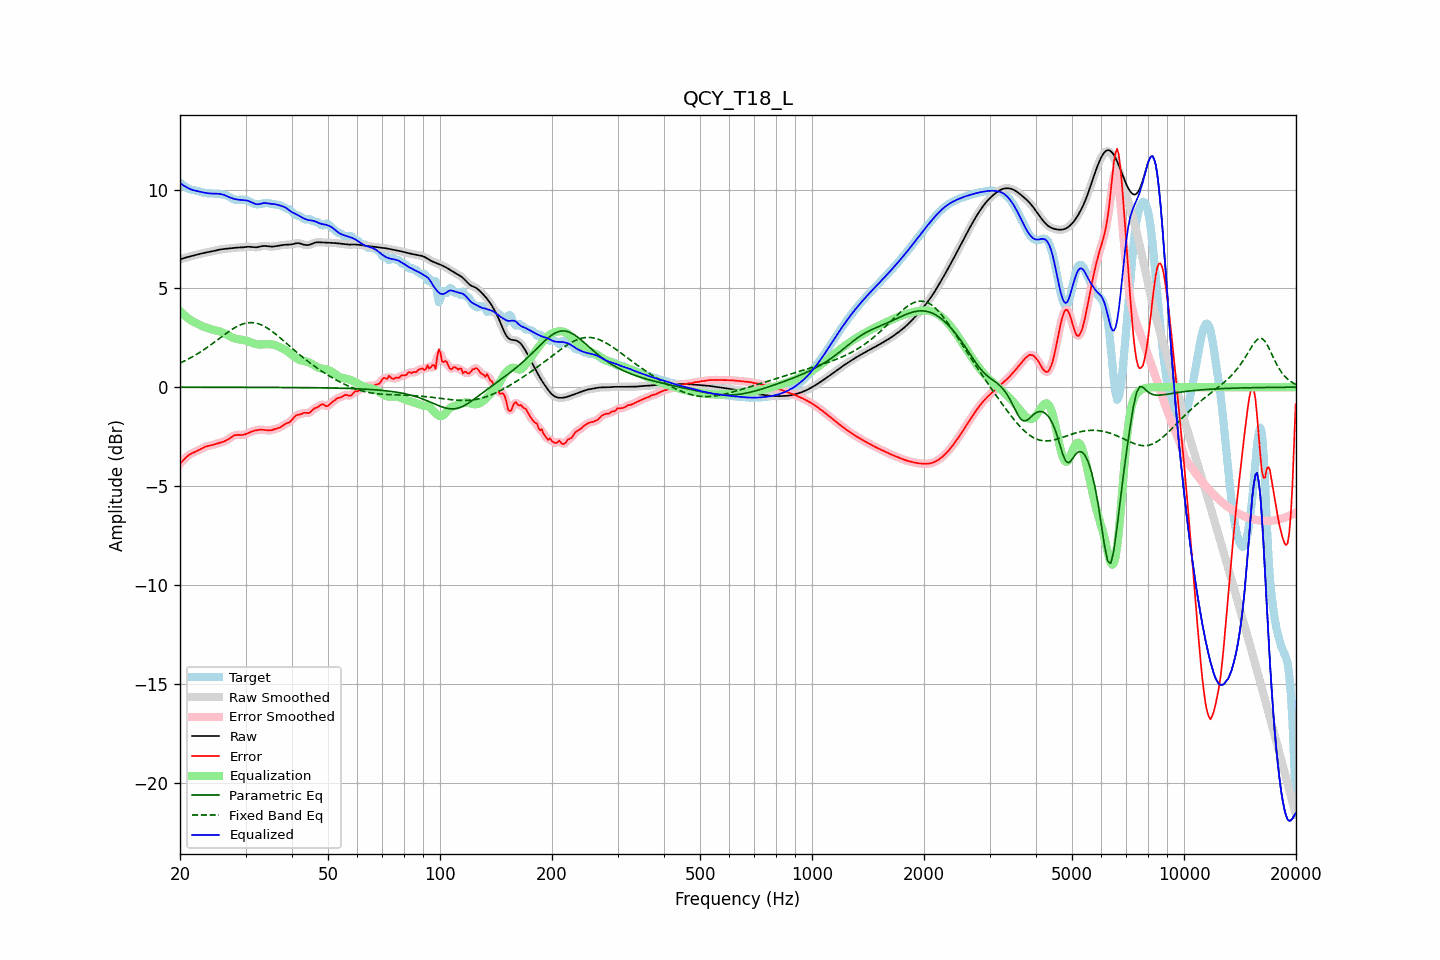 QCY_T18_L
Amplitude (dBr)
10
5
0
−5
−10
−15
−20
Target
Raw Smoothed
Error Smoothed
Raw
Error
Equalization
Parametric Eq
Fixed Band Eq
Equalized
20 50 100 200 500 1000 2000 5000 10000 20000
Frequency (Hz)